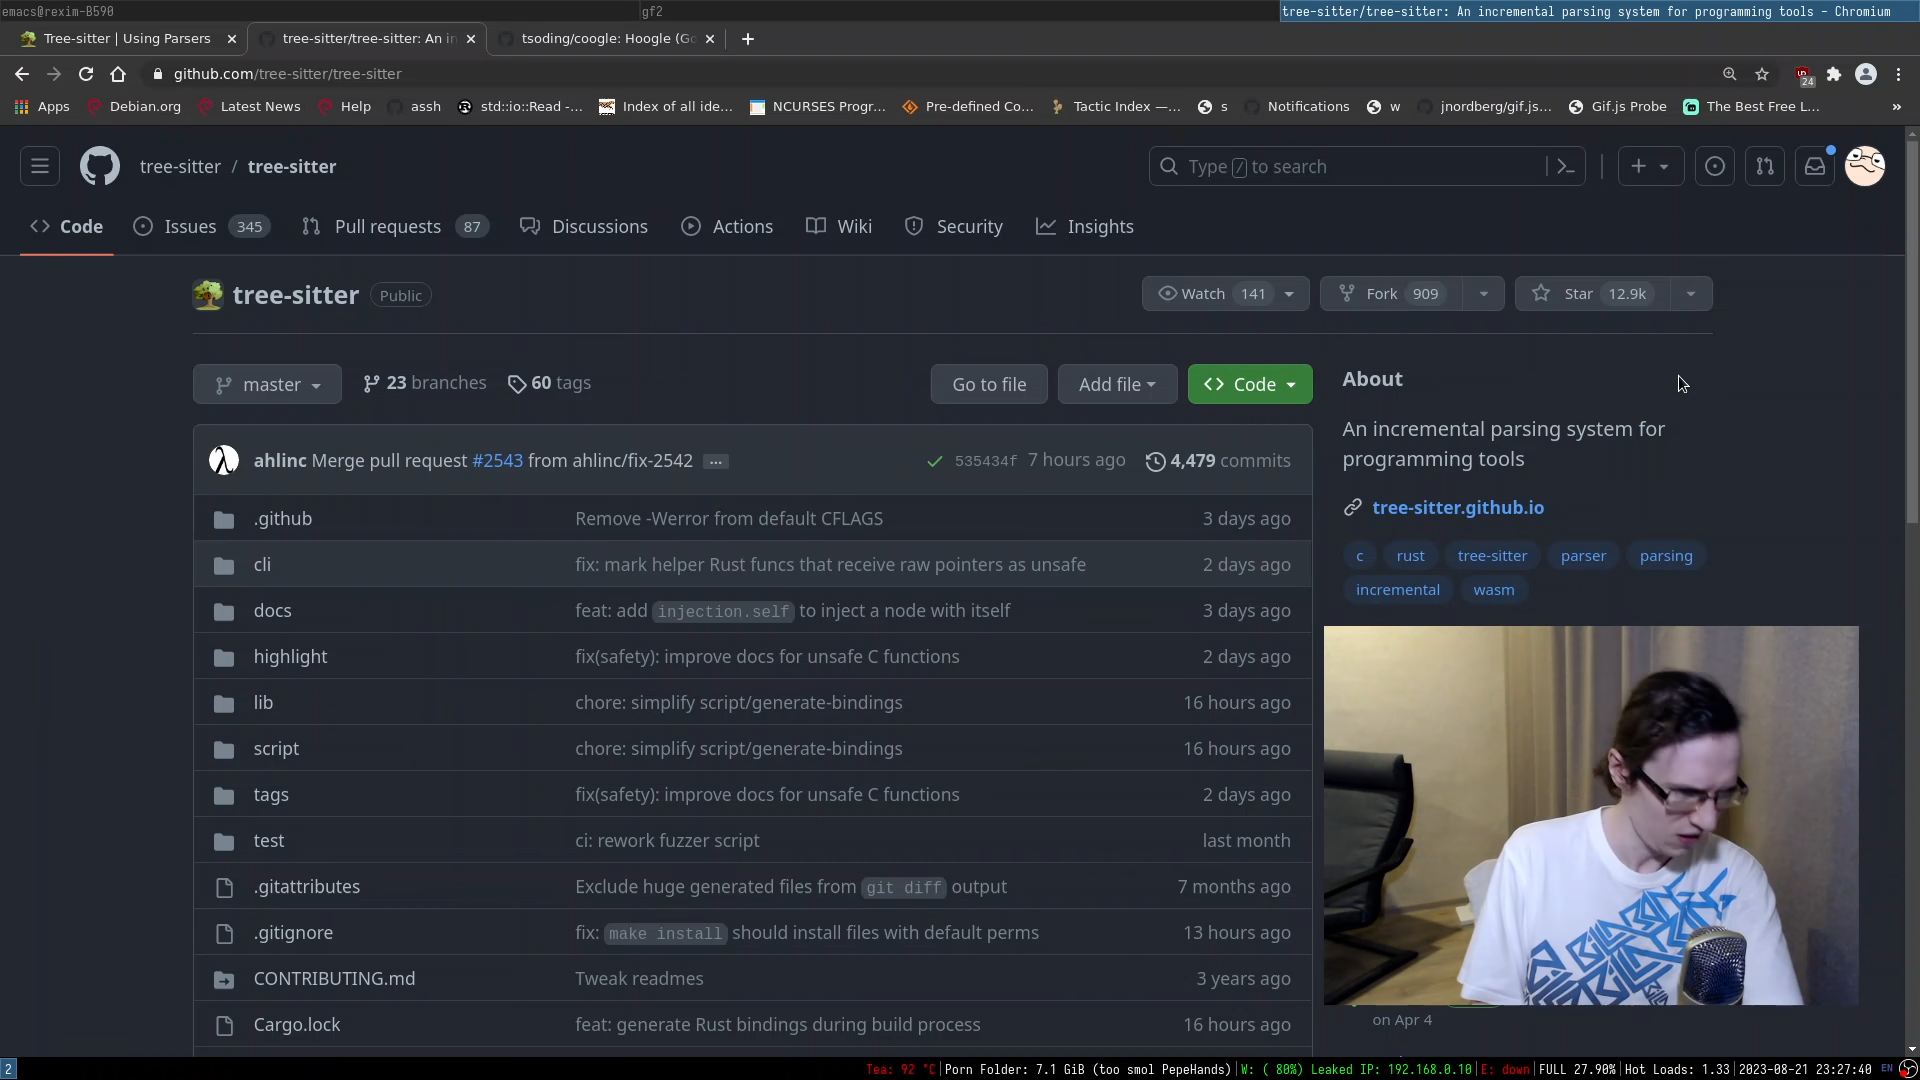 emacs@rexim-B590 gf2 tree-sitter/tree-sitter: An incremental parsing system for programming tools - Chromium
Tree-sitter | Using Parsers tree-sitter/tree-sitter: An in tsoding/coogle: Hoogle (Go
github.com/tree-sitter/tree-sitter 24
Apps Debian.org Latest News Help assh std::io::Read -... Index of all ide... NCURSES Progr... Pre-defined Co... Tactic Index —... s Notifications w jnordberg/gif.js... Gif.js Probe The Best Free L... »
tree-sitter / tree-sitter Type / to search
Code Issues 345 Pull requests 87 Discussions Actions Wiki Security Insights
tree-sitter Public Watch 141 Fork 909 Star 12.9k
master 23 branches 60 tags Go to file Add file Code
About
An incremental parsing system for
programming tools
tree-sitter.github.io
c rust tree-sitter parser parsing
incremental wasm
ahlinc Merge pull request #2543 from ahlinc/fix-2542 ... 535434f 7 hours ago 4,479 commits
.github Remove -Werror from default CFLAGS 3 days ago
cli fix: mark helper Rust funcs that receive raw pointers as unsafe 2 days ago
docs feat: add injection.self to inject a node with itself 3 days ago
highlight fix(safety): improve docs for unsafe C functions 2 days ago
lib chore: simplify script/generate-bindings 16 hours ago
script chore: simplify script/generate-bindings 16 hours ago
tags fix(safety): improve docs for unsafe C functions 2 days ago
test ci: rework fuzzer script last month
.gitattributes Exclude huge generated files from git diff output 7 months ago
.gitignore fix: make install should install files with default perms 13 hours ago
CONTRIBUTING.md Tweak readmes 3 years ago
Cargo.lock feat: generate Rust bindings during build process 16 hours ago
on Apr 4
2 Tea: 92 °C|Porn Folder: 7.1 GiB (too smol PepeHands)|W: ( 80%) Leaked IP: 192.168.0.10|E: down|FULL 27.90%|Hot Loads: 1.33|2023-08-21 23:27:40 EN